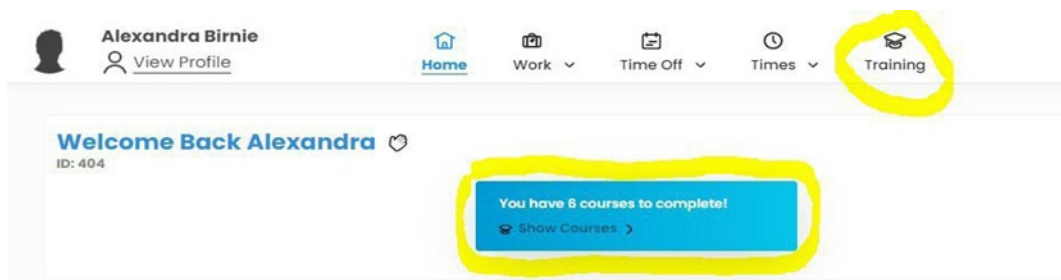 Alexandra Birnie
View Profile
Home
Work
Time Off
Times
Training
Welcome Back Alexandra
ID: 404
You have 6 courses to complete!
Show Courses